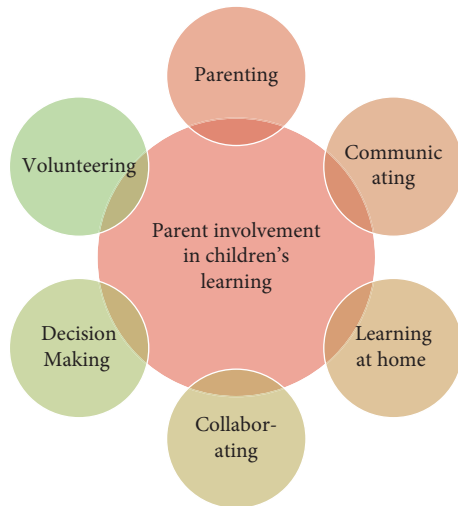 Parenting
Communic
ating
Learning
at home
Collabor-
ating
Decision
Making
Volunteering
Parent involvement
in children's
learning